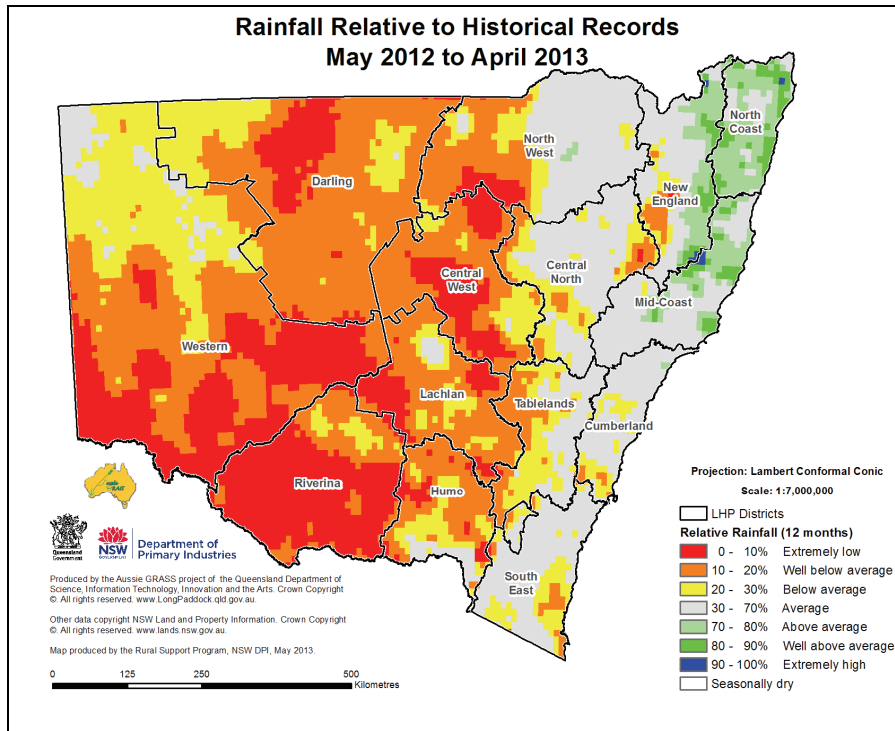 Rainfall Relative to Historical Records
May 2012 to April 2013
North
Coast
North
West
Darling
New
England
Central
North
Central
West
Mid-Coast
Western
Lachlan
Tablelands
Cumberland
Riverina
Hume
South
East
Projection: Lambert Conformal Conic
Scale: 1:7,000,000
LHP Districts
Relative Rainfall (12 months)
0 - 10% Extremely low
10 - 20% Well below average
20 - 30% Below average
30 - 70% Average
70 - 80% Above average
80 - 90% Well above average
90 - 100% Extremely high
Seasonally dry
Queensland
Government
NSW
GOVERNMENT
Department of
Primary Industries
Produced by the Aussie GRASS project of the Queensland Department of
Science, Information Technology, Innovation and the Arts. Crown Copyright
©. All rights reserved. www.LongPaddock.qld.gov.au.
Other data copyright NSW Land and Property Information. Crown Copyright
©. All rights reserved. www.lands.nsw.gov.au.
Map produced by the Rural Support Program, NSW DPI, May 2013.
0 125 250 500
Kilometres